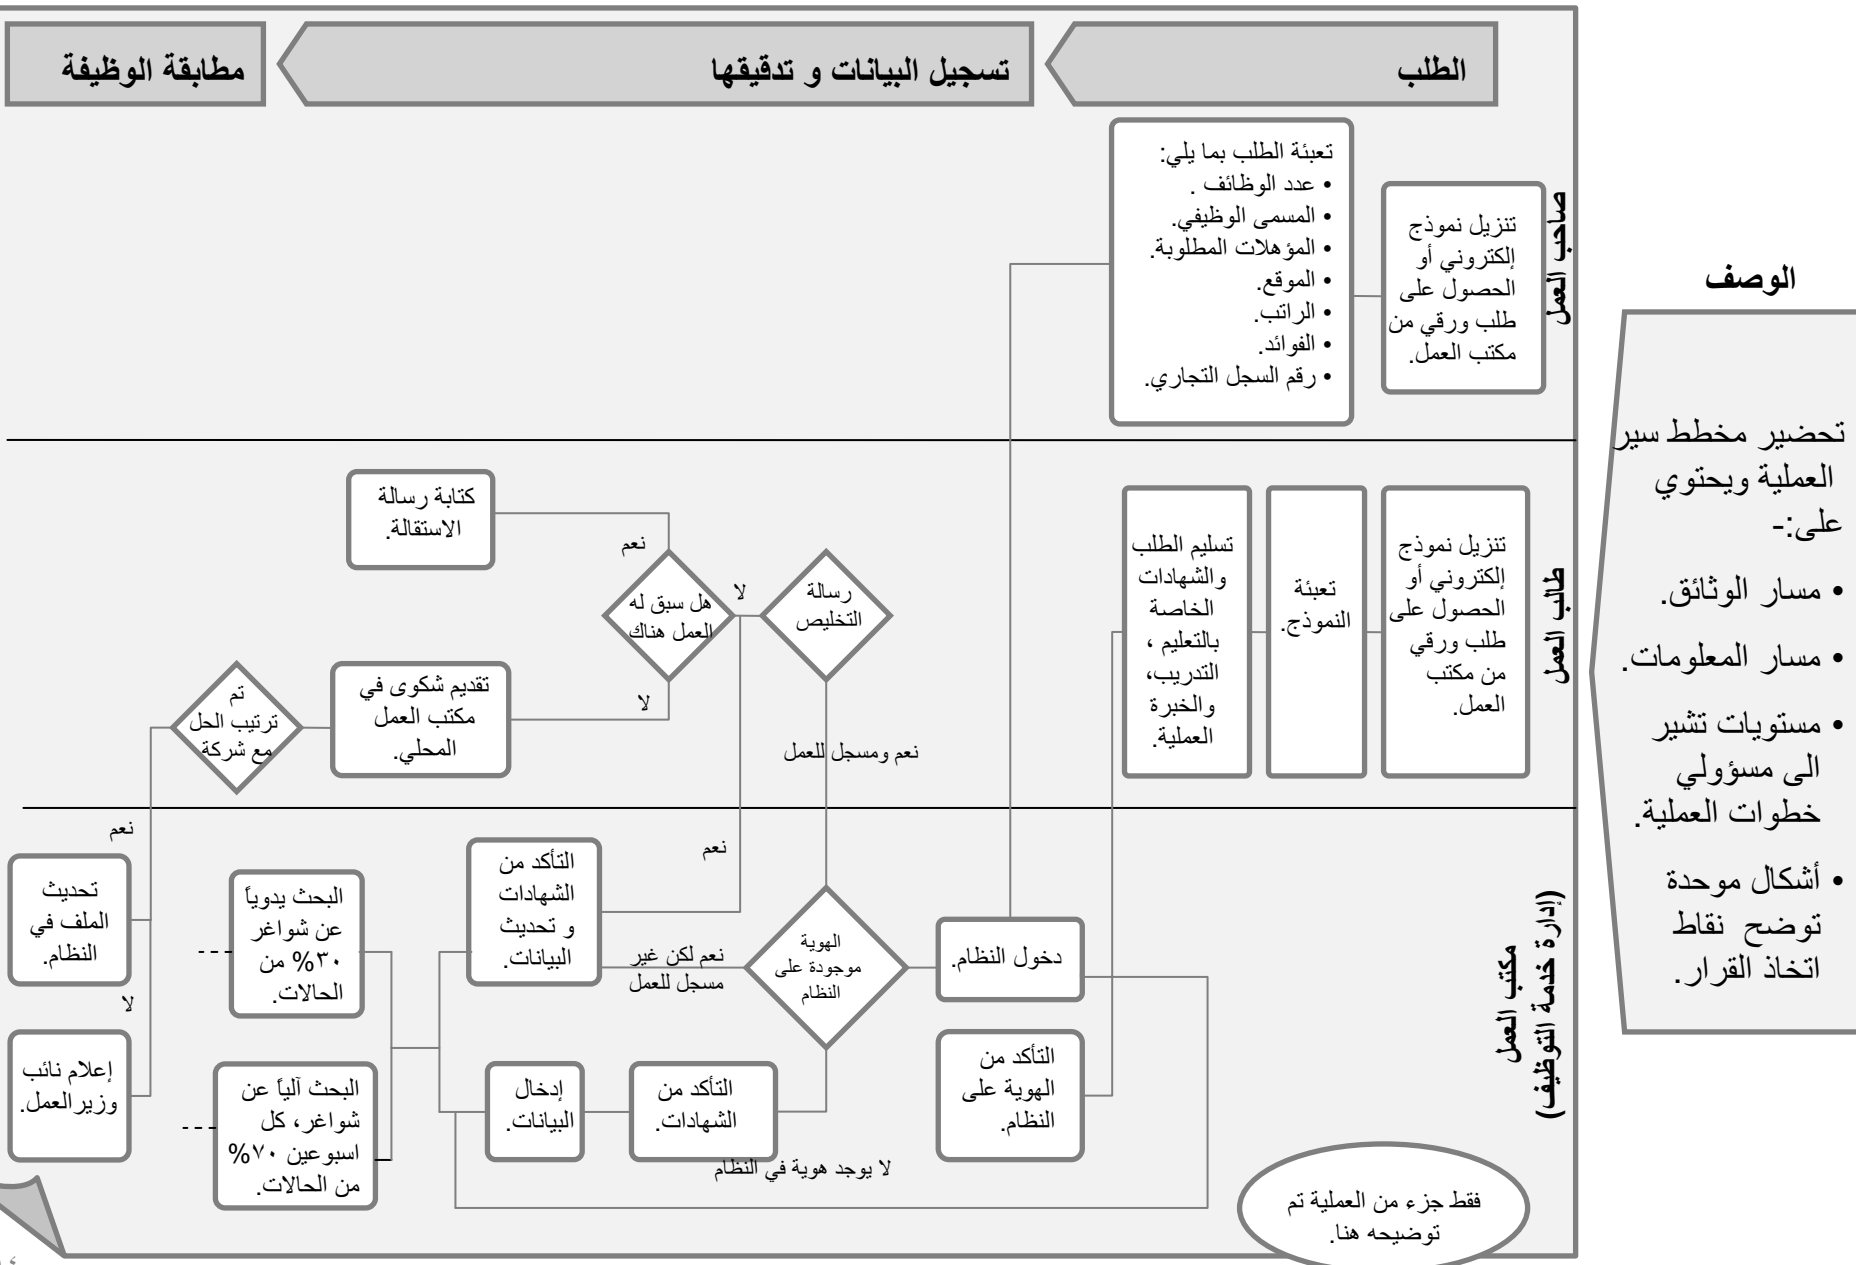 الوصف
تحضير مخطط سير
العملية ويحتوي
على:-
• مسار الوثائق.
• مسار المعلومات.
• مستويات تشير
الى مسؤولي
خطوات العملية.
• أشكال موحدة
توضح نقاط
اتخاذ القرار.
الطلب
تسجيل البيانات و تدقيقها
مطابقة الوظيفة
صاحب العمل
تنزيل نموذج
إلكتروني أو
الحصول على
طلب ورقي من
مكتب العمل.
تعبئة الطلب بما يلي:
• عدد الوظائف .
• المسمى الوظيفي.
• المؤهلات المطلوبة.
• الموقع.
• الراتب.
• الفوائد.
• رقم السجل التجاري.
طالب العمل
تنزيل نموذج
إلكتروني أو
الحصول على
طلب ورقي
من مكتب
العمل.
تعبئة
النموذج.
تسليم الطلب
والشهادات
الخاصة
بالتعليم ،
التدريب،
والخبرة
العملية.
رسالة
التخليص
لا
هل سبق له
العمل هناك
نعم
كتابة رسالة
الاستقالة.
لا
تقديم شكوى في
مكتب العمل
المحلي.
تم
ترتيب الحل
مع شركة
نعم ومسجل للعمل
مكتب العمل
(إدارة خدمة التوظيف)
دخول النظام.
التأكد من
الهوية على
النظام.
الهوية
موجودة على
النظام
نعم
نعم لكن غير
مسجل للعمل
التأكد من
الشهادات
و تحديث
البيانات.
التأكد من
الشهادات.
لا يوجد هوية في النظام
إدخال
البيانات.
البحث يدوياً
عن شواغر
٣٠% من
الحالات.
البحث آلياً عن
شواغر، كل
اسبوعين ٧٠%
من الحالات.
نعم
تحديث
الملف في
النظام.
لا
إعلام نائب
وزيرالعمل.
فقط جزء من العملية تم
توضيحه هنا.